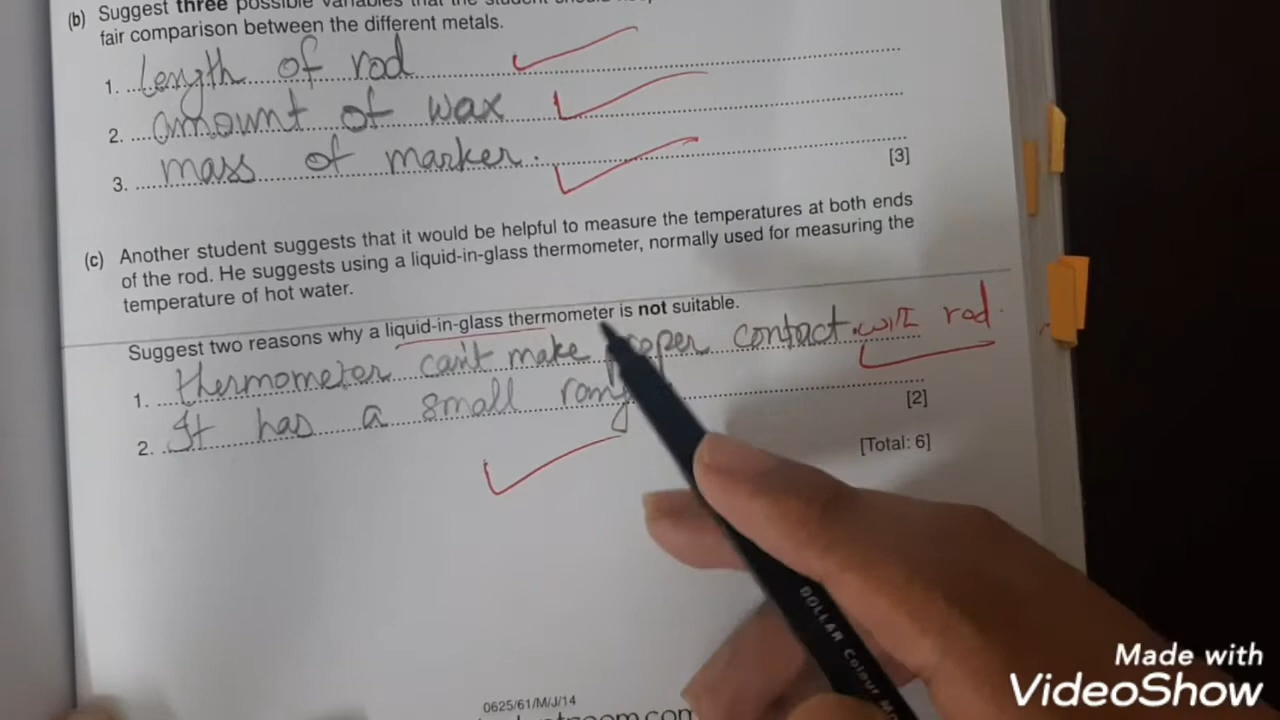 (b) Suggest three possible variables that the student should
fair comparison between the different metals.
1. length of rod
2. amount of wax
3. mass of marker.
[3]
(c) Another student suggests that it would be helpful to measure the temperatures at both ends
of the rod. He suggests using a liquid-in-glass thermometer, normally used for measuring the
temperature of hot water.
Suggest two reasons why a liquid-in-glass thermometer is not suitable.
1. thermometer can't make proper contact. with rod.
2. It has a small
[2]
[Total: 6]
0625/61/M/J/14
DOLLAR Colour
Made with
VideoShow